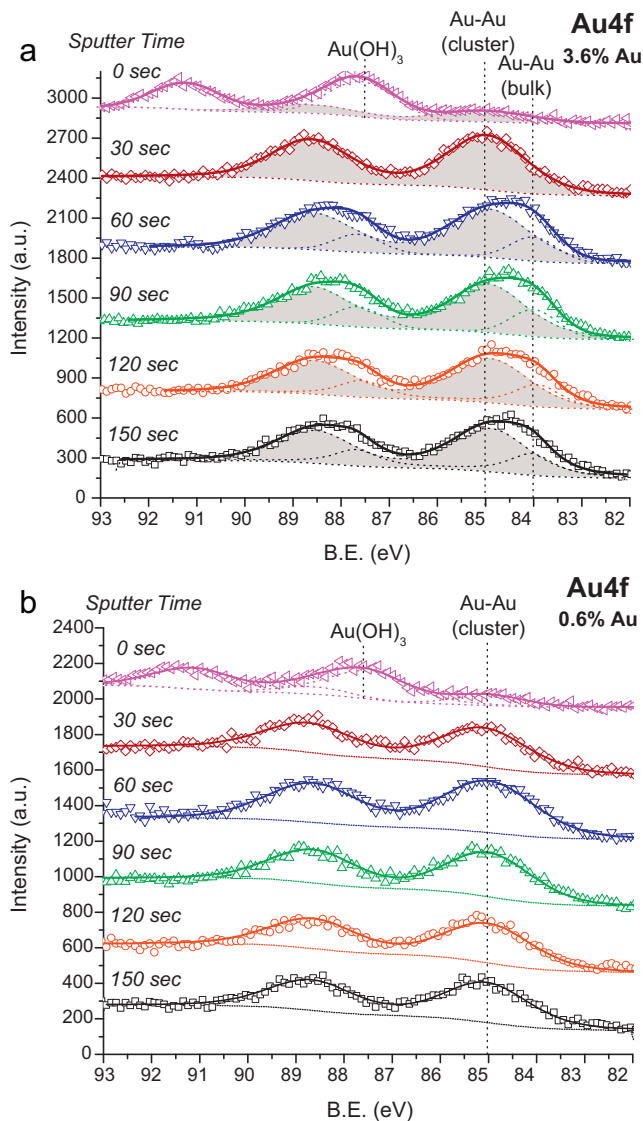 a
Sputter Time
Au(OH)3
Au-Au
(cluster)
Au-Au
(bulk)
Au4f
3.6% Au
0 sec
30 sec
60 sec
90 sec
120 sec
150 sec
3000
2700
2400
2100
1800
1500
1200
900
600
300
0
Intensity (a.u.)
93 92 91 90 89 88 87 86 85 84 83 82
B.E. (eV)
b
Sputter Time
Au(OH)3
Au-Au
(cluster)
Au4f
0.6% Au
0 sec
30 sec
60 sec
90 sec
120 sec
150 sec
2400
2200
2000
1800
1600
1400
1200
1000
800
600
400
200
0
Intensity (a.u.)
93 92 91 90 89 88 87 86 85 84 83 82
B.E. (eV)